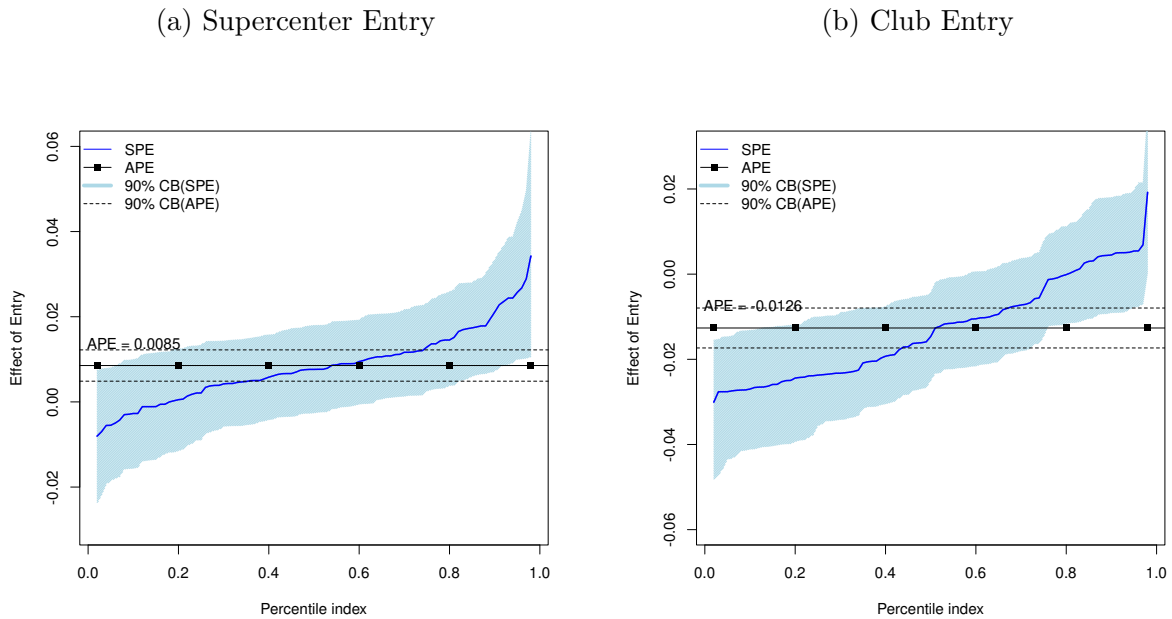 (a) Supercenter Entry
SPE
APE
90% CB(SPE)
90% CB(APE)
APE = 0.0085
Effect of Entry
0.06
0.04
0.02
0.00
-0.02
0.0 0.2 0.4 0.6 0.8 1.0
Percentile index
(b) Club Entry
SPE
APE
90% CB(SPE)
90% CB(APE)
APE = -0.0126
Effect of Entry
0.02
0.00
-0.02
-0.04
-0.06
0.0 0.2 0.4 0.6 0.8 1.0
Percentile index